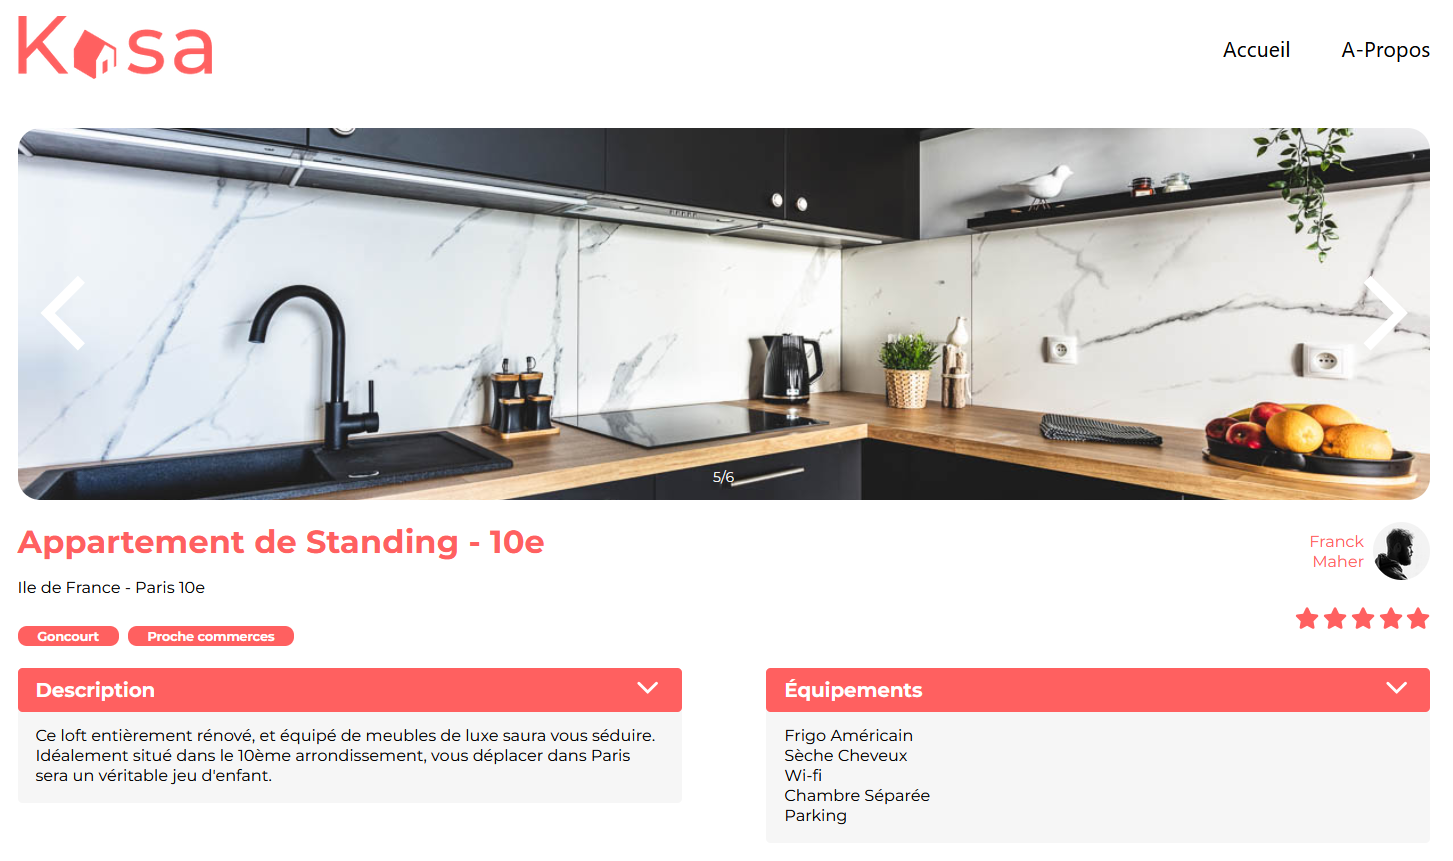 Kasa
Accueil
A-Propos
5/6
Appartement de Standing - 10e
Ile de France - Paris 10e
Franck
Maher
Goncourt
Proche commerces
Description
Ce loft entièrement rénové, et équipé de meubles de luxe saura vous séduire.
Idéalement situé dans le 10ème arrondissement, vous déplacer dans Paris
sera un véritable jeu d'enfant.
Équipements
Frigo Américain
Sèche Cheveux
Wi-fi
Chambre Séparée
Parking